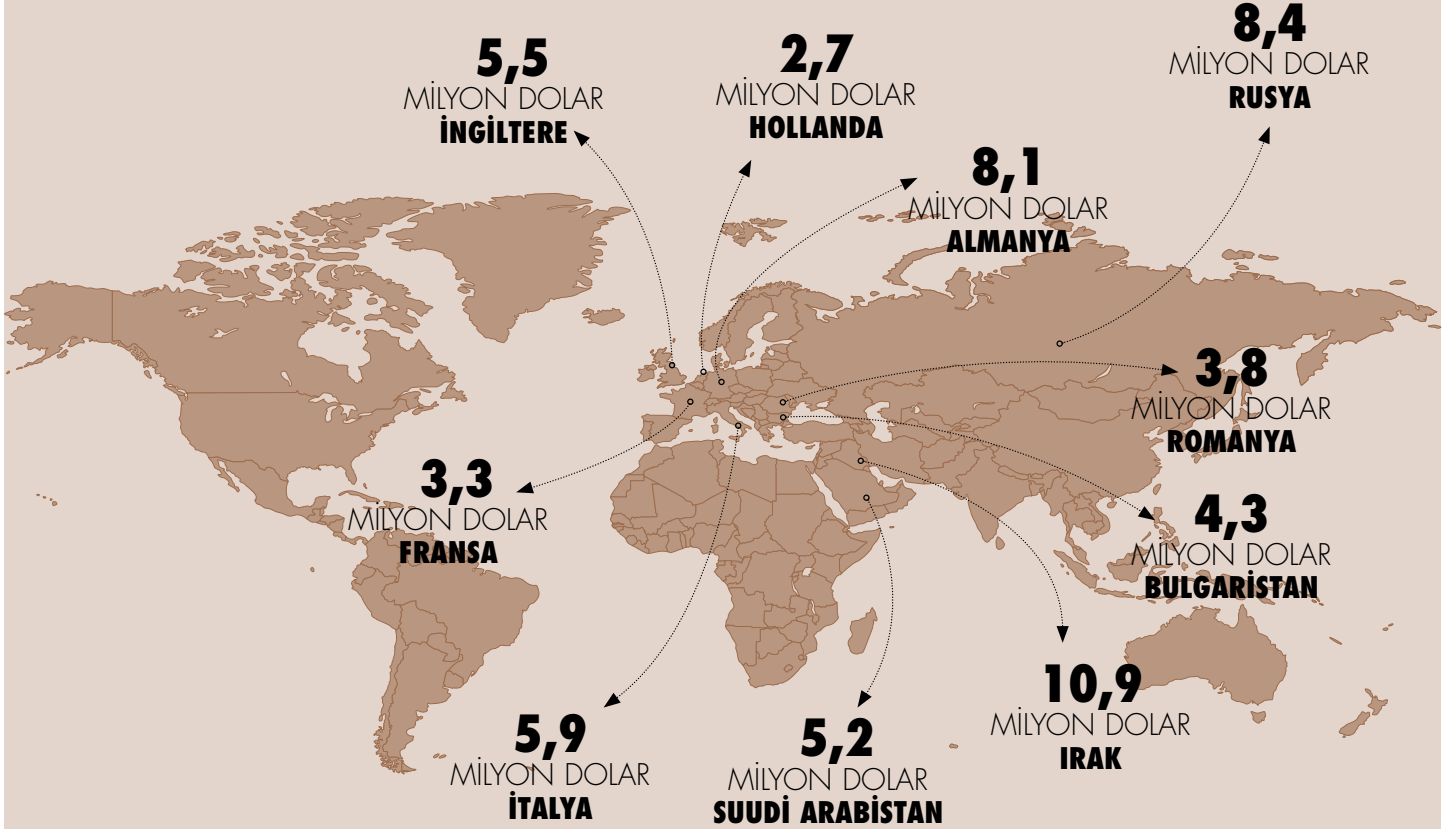 8,4
MİLYON DOLAR
RUSYA
5,5
MİLYON DOLAR
İNGİLTERE
2,7
MİLYON DOLAR
HOLLANDA
8,1
MİLYON DOLAR
ALMANYA
3,8
MİLYON DOLAR
ROMANYA
3,3
MİLYON DOLAR
FRANSA
4,3
MİLYON DOLAR
BULGARİSTAN
10,9
MİLYON DOLAR
IRAK
5,9
MİLYON DOLAR
İTALYA
5,2
MİLYON DOLAR
SUUDİ ARABİSTAN